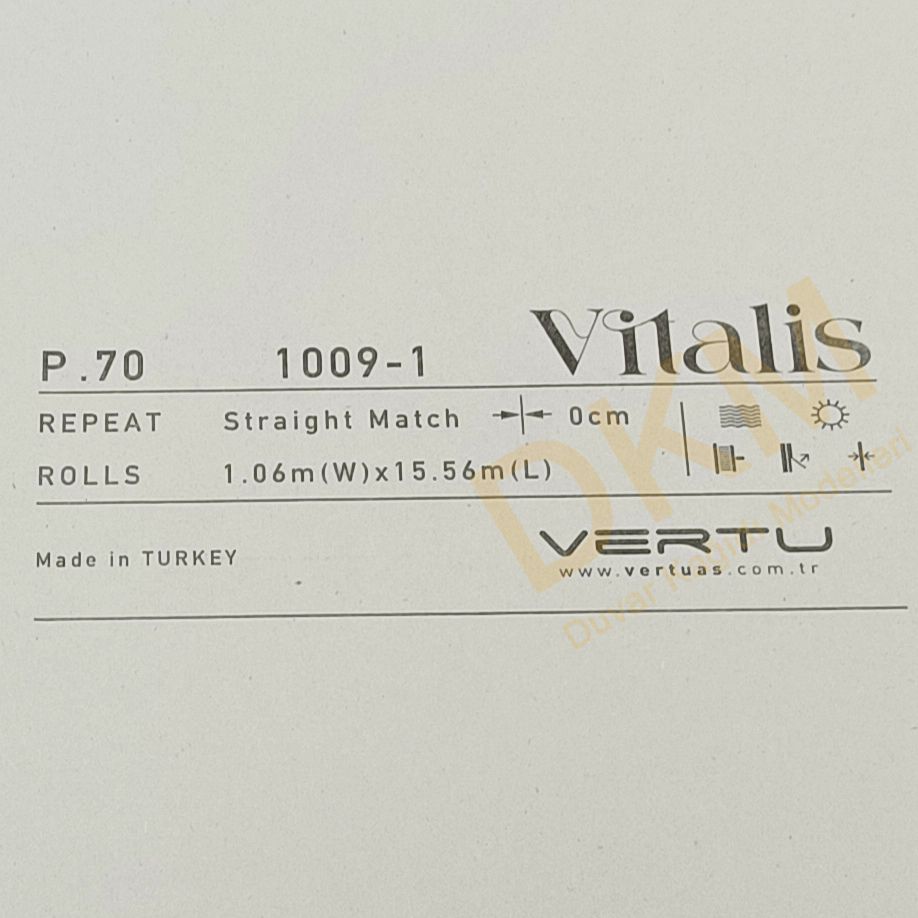 P.70 1009-1 Vitalis
REPEAT Straight Match 0cm
ROLLS 1.06m(W)x15.56m(L)
Made in TURKEY
VERTU
www.vertuas.com.tr
DKM
Duvar Kağıdı Modelleri